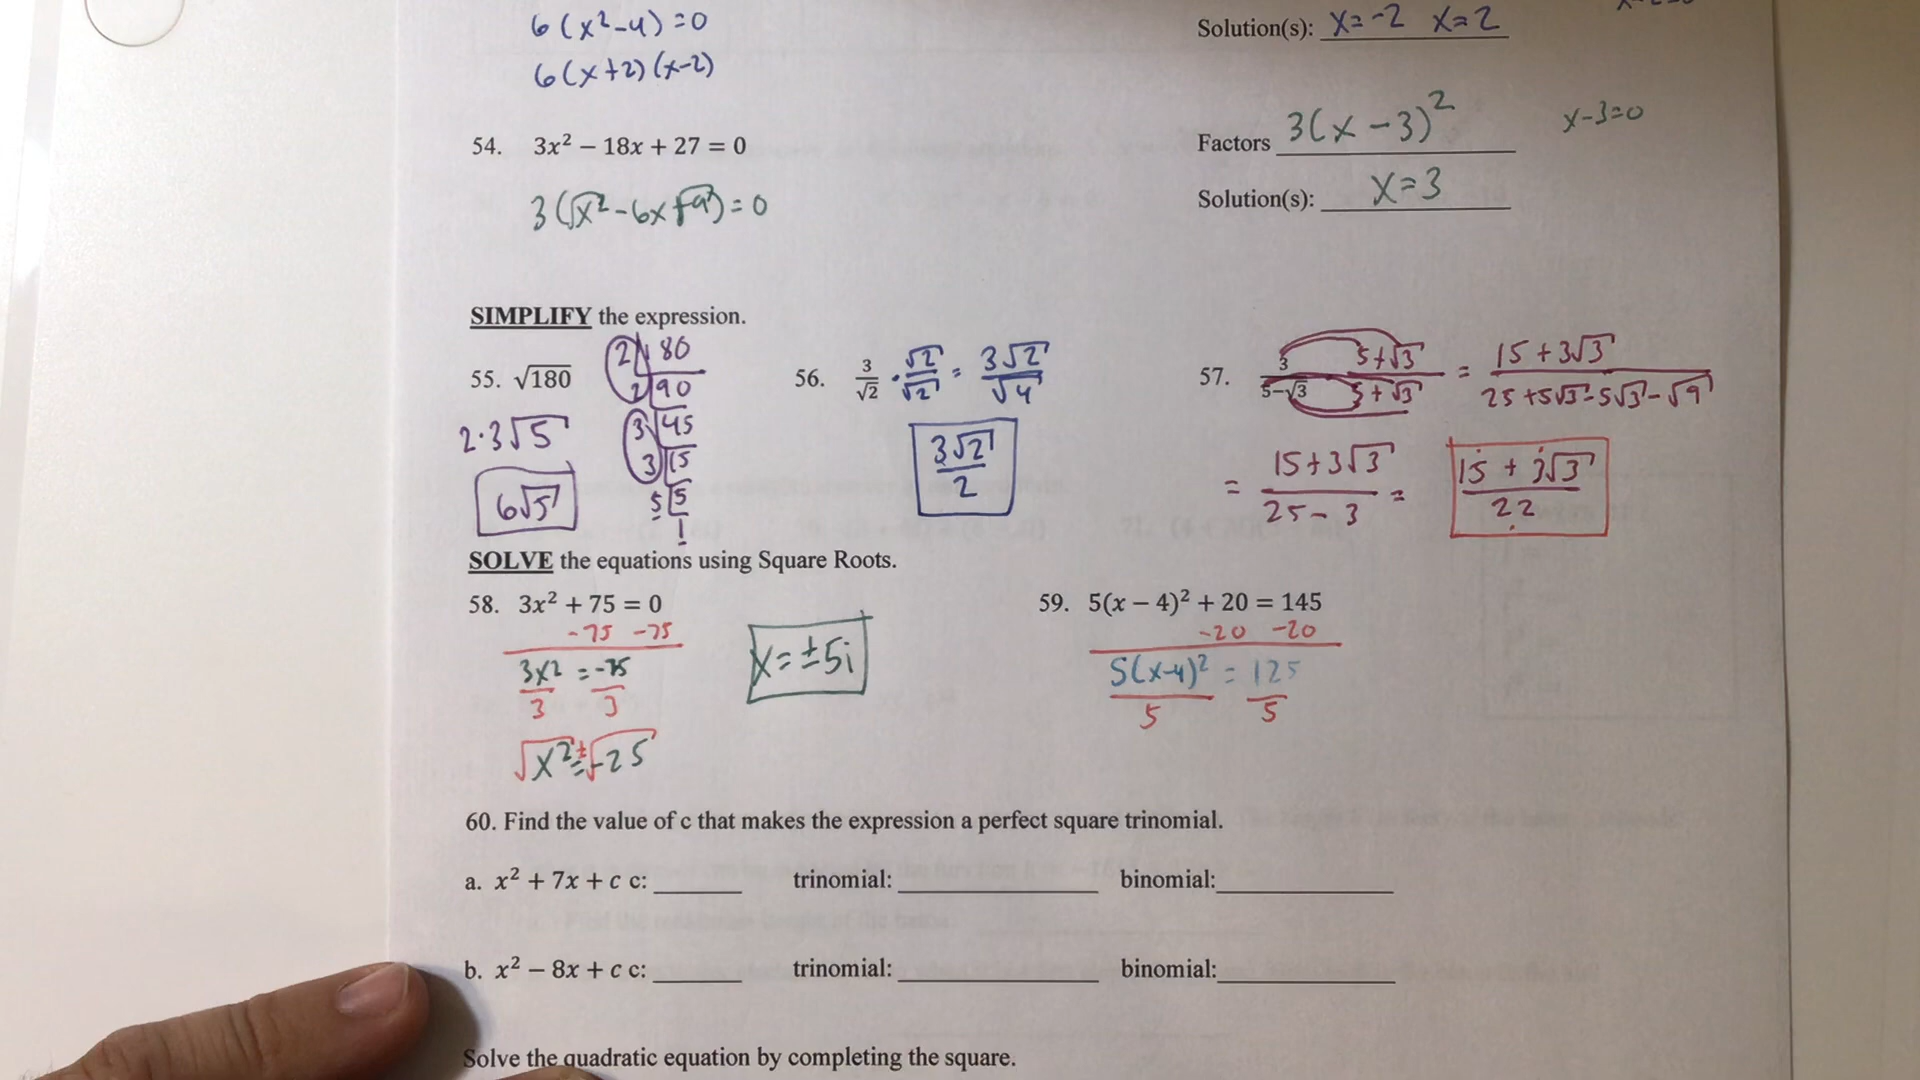 6(x²-4)=0
Solution(s): x=-2 x=2
6(x+2)(x-2)
54. 3x² − 18x + 27 = 0
Factors 3(x-3)²
x-3=0
3(√x²-6x+√9)=0
Solution(s): x=3
SIMPLIFY the expression.
55. √180
2|180
2|90
3|45
3|15
5|5
1
2·3√5
6√5
56. 3/√2 · √2/√2 = 3√2/√4
3√2/2
57. 3/(5-√3) (5+√3)/(5+√3) = (15+3√3)/(25+5√3-5√3-√9)
= (15+3√3)/(25-3) = (15+3√3)/22
SOLVE the equations using Square Roots.
58. 3x² + 75 = 0
-75 -75
3x²/3 = -75/3
√x² = ±√-25
x=±5i
59. 5(x − 4)² + 20 = 145
-20 -20
5(x-4)²/5 = 125/5
60. Find the value of c that makes the expression a perfect square trinomial.
a. x² + 7x + c c: trinomial: binomial:
b. x² − 8x + c c: trinomial: binomial:
Solve the quadratic equation by completing the square.